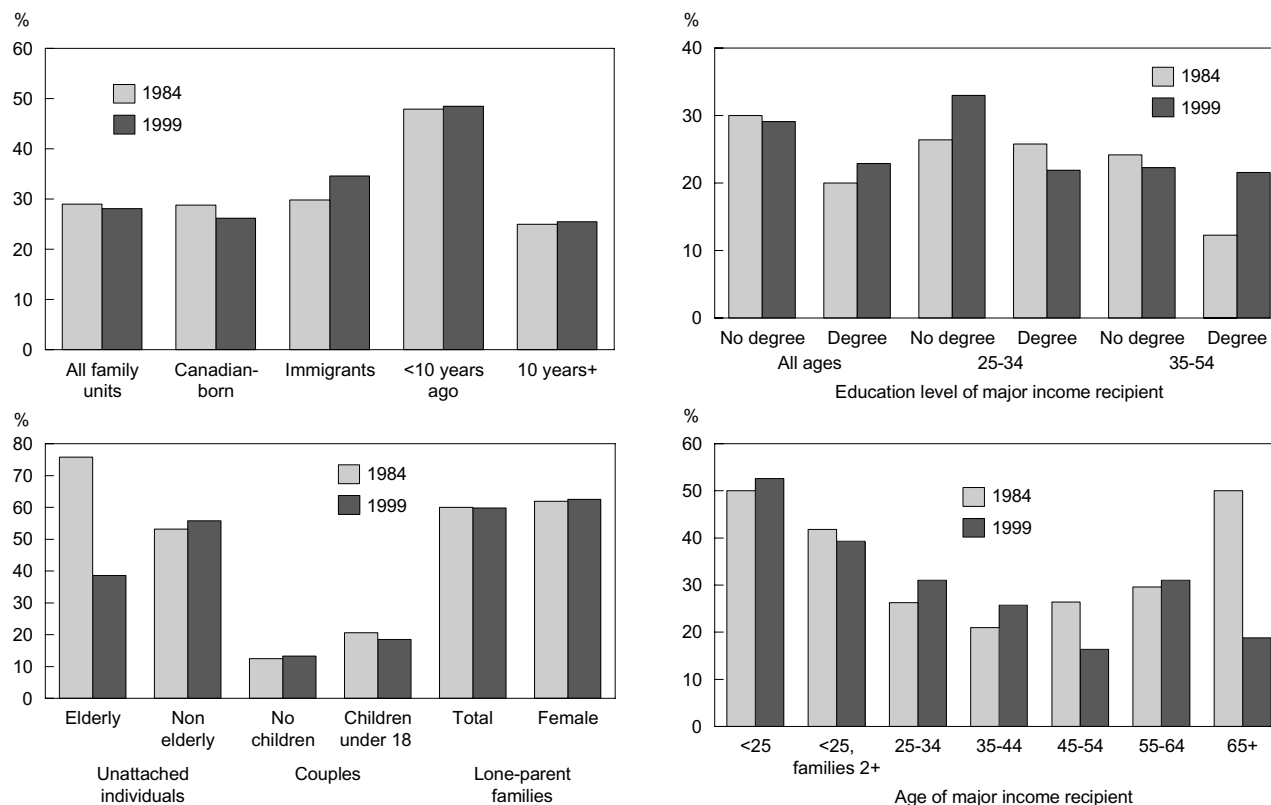 %
60
50
40
30
20
10
0
1984
1999
All family units
Canadian-born
Immigrants
<10 years ago
10 years+
%
40
30
20
10
0
1984
1999
No degree Degree No degree Degree No degree Degree
All ages 25-34 35-54
Education level of major income recipient
%
80
70
60
50
40
30
20
10
0
1984
1999
Elderly Non No Children Total Female
elderly children under 18
Unattached Couples Lone-parent
individuals families
%
60
50
40
30
20
10
0
1984
1999
<25 <25, 25-34 35-44 45-54 55-64 65+
families 2+
Age of major income recipient